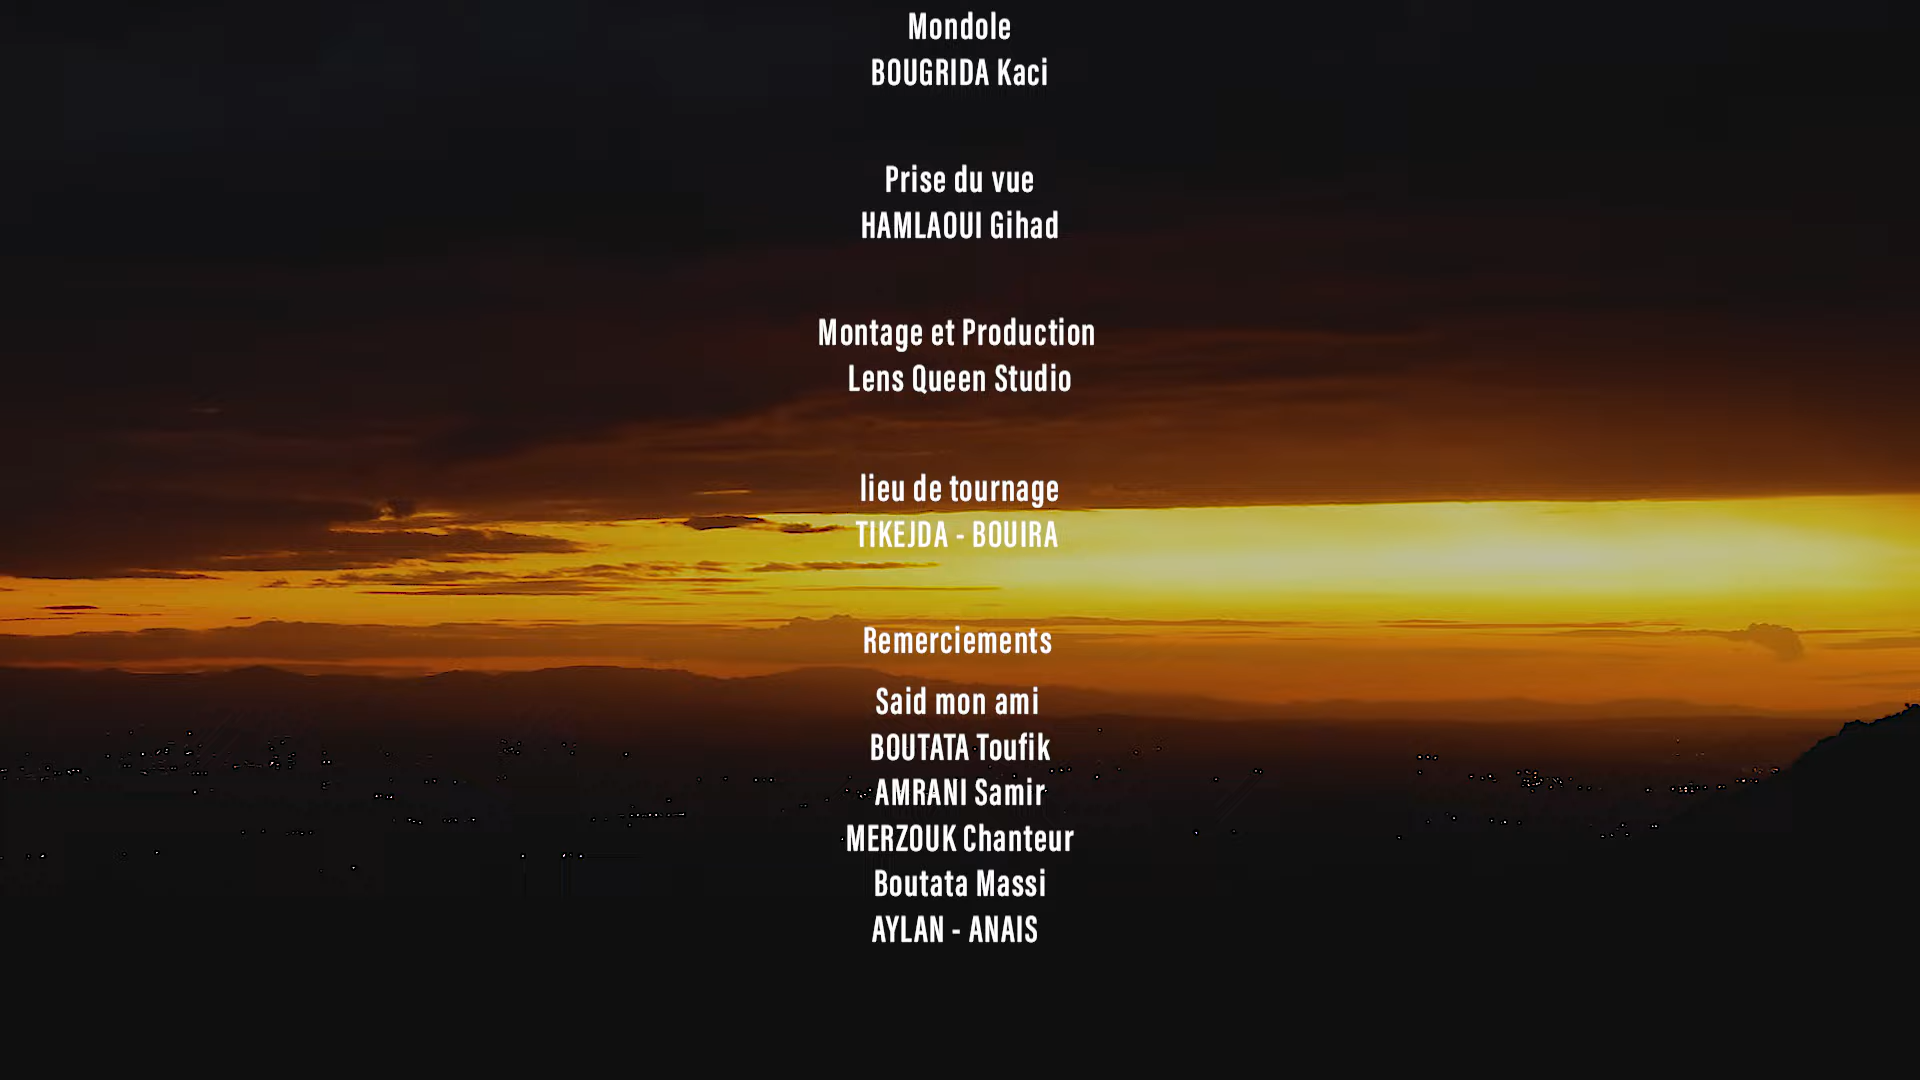 Mondole
BOUGRIDA Kaci
Prise du vue
HAMLAOUI Gihad
Montage et Production
Lens Queen Studio
lieu de tournage
TIKEJDA - BOUIRA
Remerciements
Said mon ami
BOUTATA Toufik
AMRANI Samir
MERZOUK Chanteur
Boutata Massi
AYLAN - ANAIS